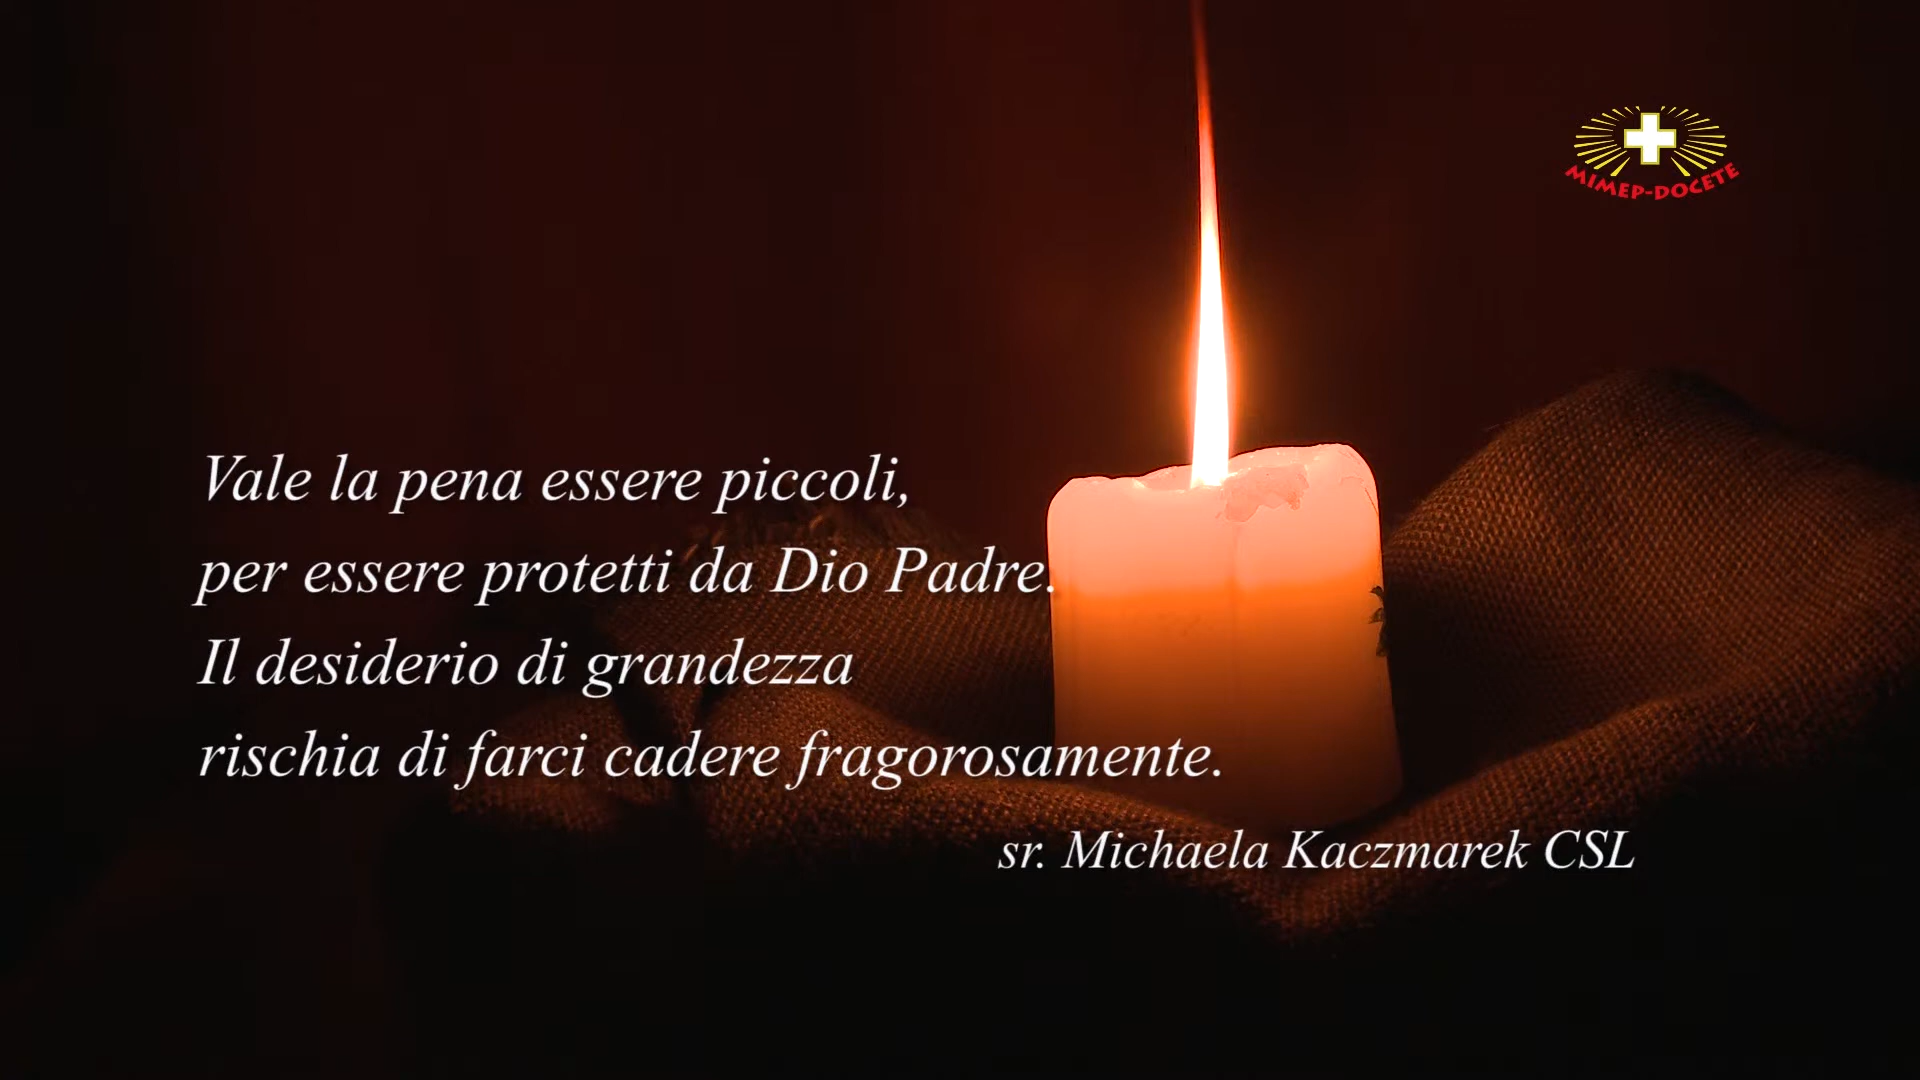 MIMEP-DOCETE
Vale la pena essere piccoli,
per essere protetti da Dio Padre.
Il desiderio di grandezza
rischia di farci cadere fragorosamente.
sr. Michaela Kaczmarek CSL